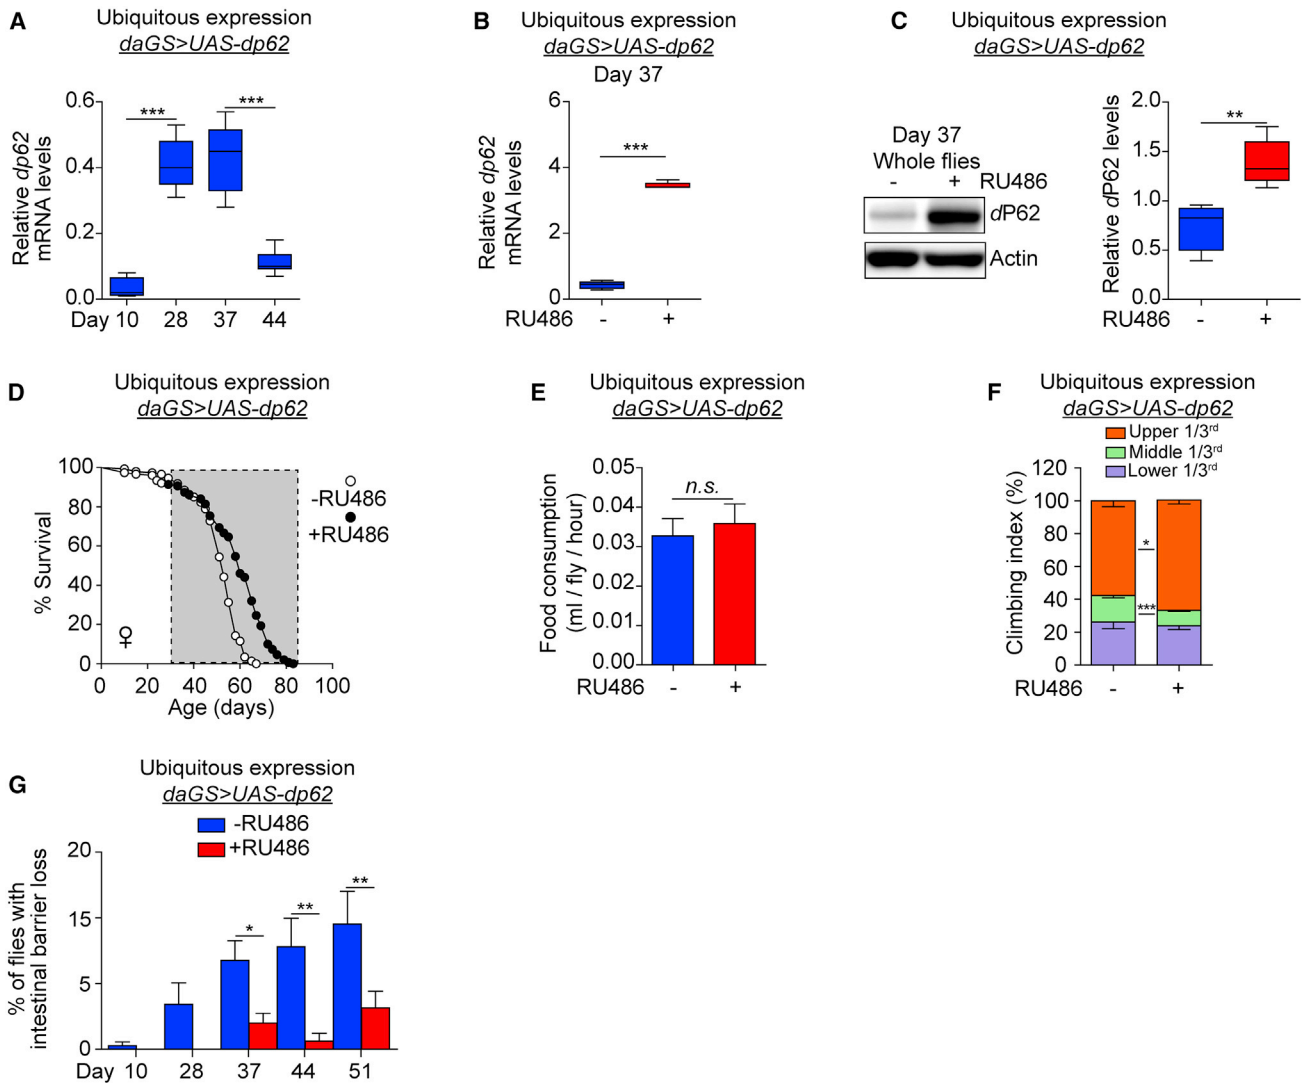 A
Ubiquitous expression
daGS>UAS-dp62
Relative dp62
mRNA levels
0.6
0.4
0.2
0.0
***
***
Day 10 28 37 44
B
Ubiquitous expression
daGS>UAS-dp62
Day 37
Relative dp62
mRNA levels
6
4
2
0
***
RU486 - +
C
Ubiquitous expression
daGS>UAS-dp62
Day 37
Whole flies
- + RU486
dP62
Actin
Relative dP62 levels
2.0
1.5
1.0
0.5
0.0
**
RU486 - +
D
Ubiquitous expression
daGS>UAS-dp62
% Survival
100
80
60
40
20
0
♀
-RU486
+RU486
0 20 40 60 80 100
Age (days)
E
Ubiquitous expression
daGS>UAS-dp62
Food consumption
(ml / fly / hour)
0.05
0.04
0.03
0.02
0.01
0.00
n.s.
RU486 - +
F
Ubiquitous expression
daGS>UAS-dp62
Upper 1/3rd
Middle 1/3rd
Lower 1/3rd
Climbing index (%)
120
100
80
60
40
20
0
*
***
RU486 - +
G
Ubiquitous expression
daGS>UAS-dp62
-RU486
+RU486
% of flies with
intestinal barrier loss
20
15
5
0
*
**
**
Day 10 28 37 44 51